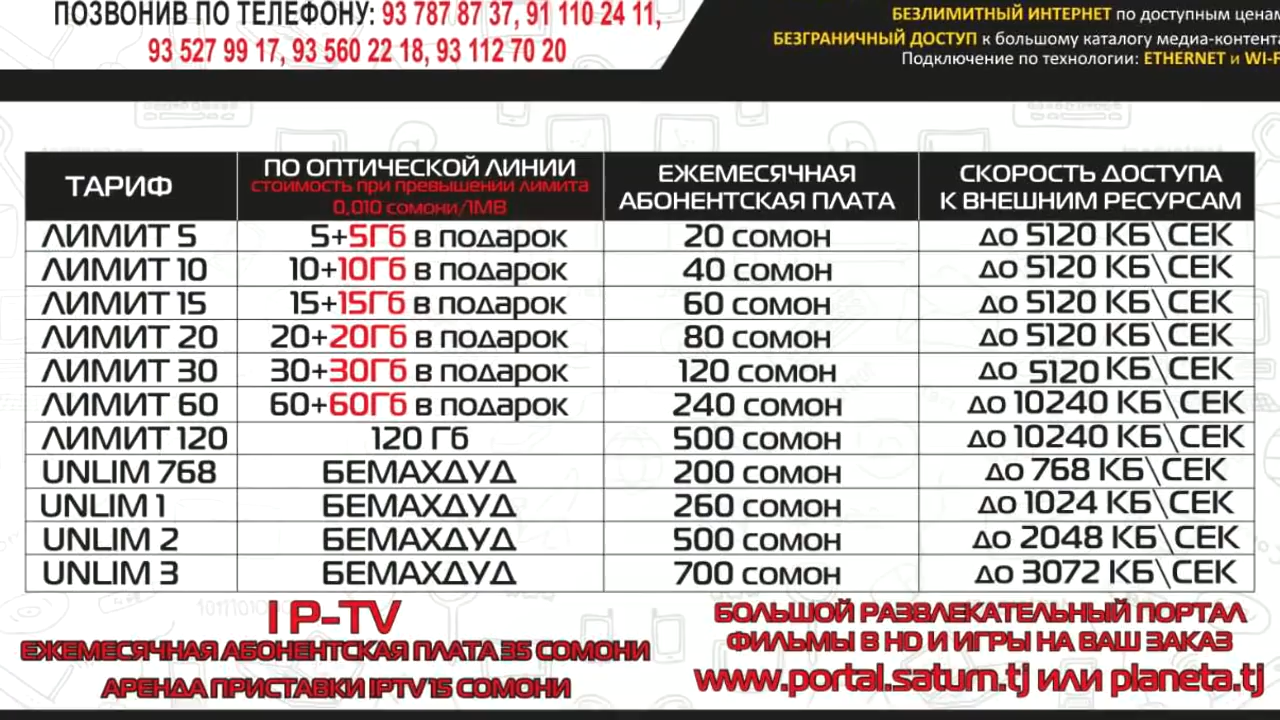 ПОЗВОНИВ ПО ТЕЛЕФОНУ: 93 787 87 37, 91 110 24 11,
93 527 99 17, 93 560 22 18, 93 112 70 20
БЕЗЛИМИТНЫЙ ИНТЕРНЕТ по доступным ценам
БЕЗГРАНИЧНЫЙ ДОСТУП к большому каталогу медиа-контента
Подключение по технологии: ETHERNET и WI-F
ТАРИФ
ПО ОПТИЧЕСКОЙ ЛИНИИ
стоимость при превышении лимита
0,010 сомони/1МВ
ЕЖЕМЕСЯЧНАЯ
АБОНЕНТСКАЯ ПЛАТА
СКОРОСТЬ ДОСТУПА
К ВНЕШНИМ РЕСУРСАМ
ЛИМИТ 5 5+5Гб в подарок 20 сомон до 5120 КБ\СЕК
ЛИМИТ 10 10+10Гб в подарок 40 сомон до 5120 КБ\СЕК
ЛИМИТ 15 15+15Гб в подарок 60 сомон до 5120 КБ\СЕК
ЛИМИТ 20 20+20Гб в подарок 80 сомон до 5120 КБ\СЕК
ЛИМИТ 30 30+30Гб в подарок 120 сомон до 5120 КБ\СЕК
ЛИМИТ 60 60+60Гб в подарок 240 сомон до 10240 КБ\СЕК
ЛИМИТ 120 120 Гб 500 сомон до 10240 КБ\СЕК
UNLIM 768 БЕМАХДУД 200 сомон до 768 КБ\СЕК
UNLIM 1 БЕМАХДУД 260 сомон до 1024 КБ\СЕК
UNLIM 2 БЕМАХДУД 500 сомон до 2048 КБ\СЕК
UNLIM 3 БЕМАХДУД 700 сомон до 3072 КБ\СЕК
IP-TV
ЕЖЕМЕСЯЧНАЯ АБОНЕНТСКАЯ ПЛАТА 35 СОМОНИ
АРЕНДА ПРИСТАВКИ IPTV 15 СОМОНИ
БОЛЬШОЙ РАЗВЛЕКАТЕЛЬНЫЙ ПОРТАЛ
ФИЛЬМЫ В HD И ИГРЫ НА ВАШ ЗАКАЗ
www.portal.saturn.tj или planeta.tj